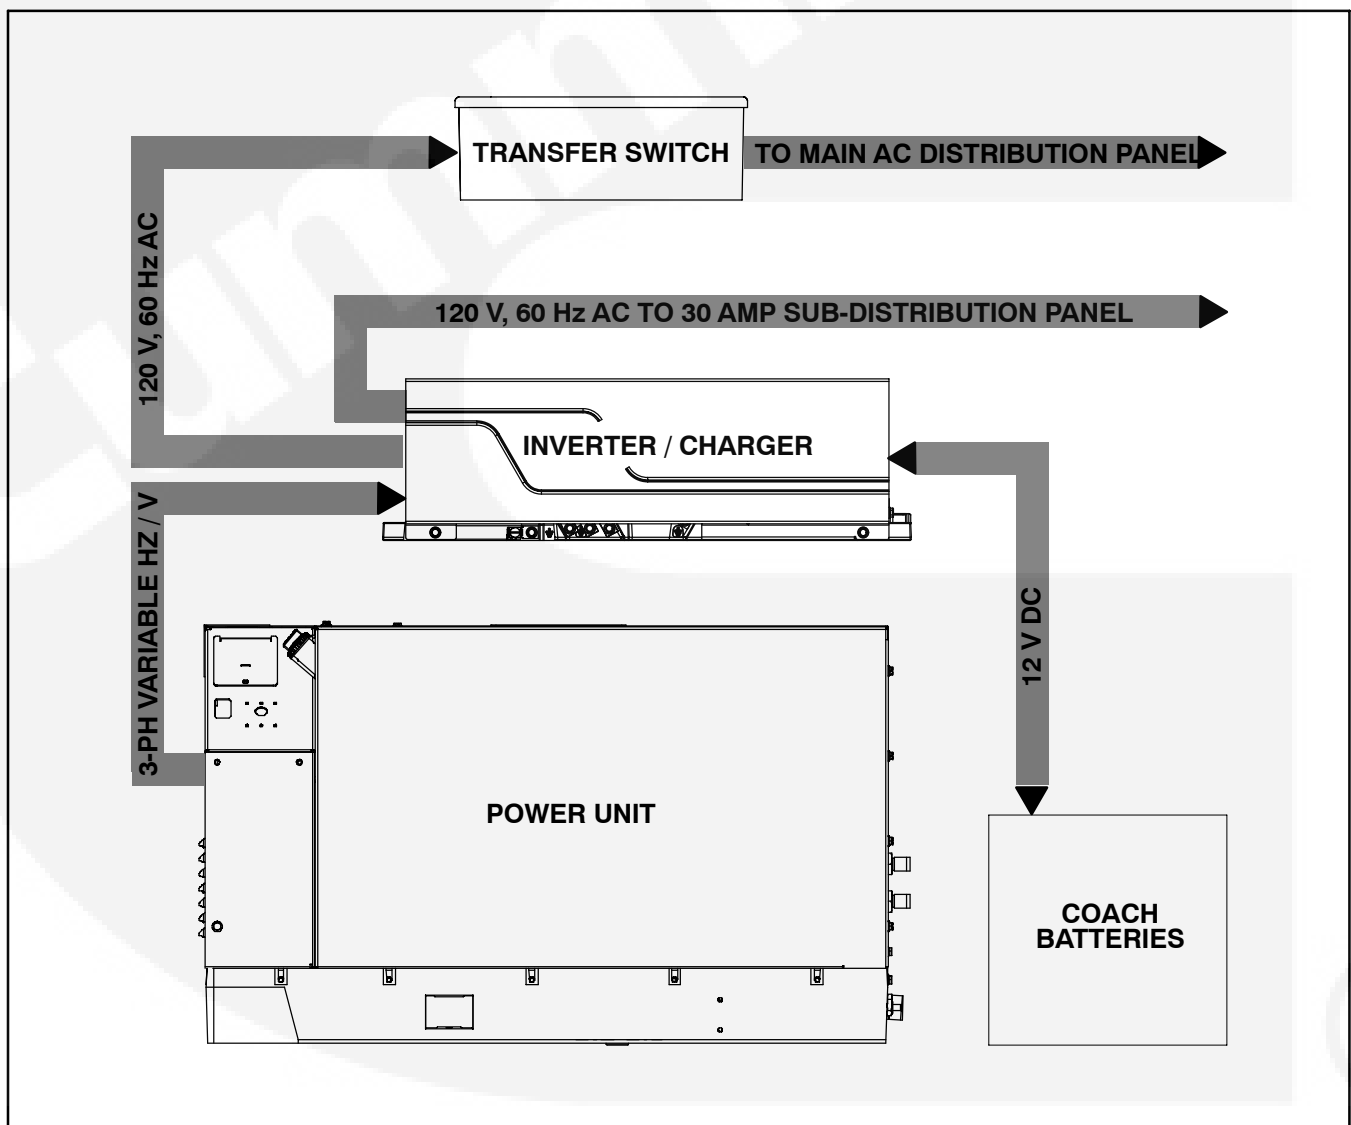 TRANSFER SWITCH
TO MAIN AC DISTRIBUTION PANEL
120 V, 60 Hz AC
120 V, 60 Hz AC TO 30 AMP SUB-DISTRIBUTION PANEL
INVERTER / CHARGER
3-PH VARIABLE HZ / V
12 V DC
POWER UNIT
COACH
BATTERIES